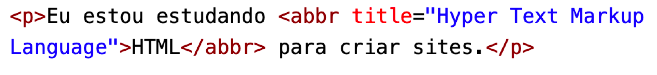 <p>Eu estou estudando <abbr title="Hyper Text Markup
Language">HTML</abbr> para criar sites.</p>